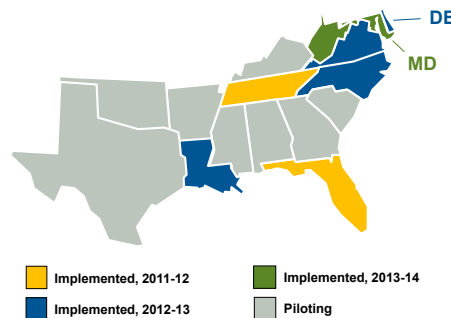 DE
MD
Implemented, 2011-12
Implemented, 2013-14
Implemented, 2012-13
Piloting